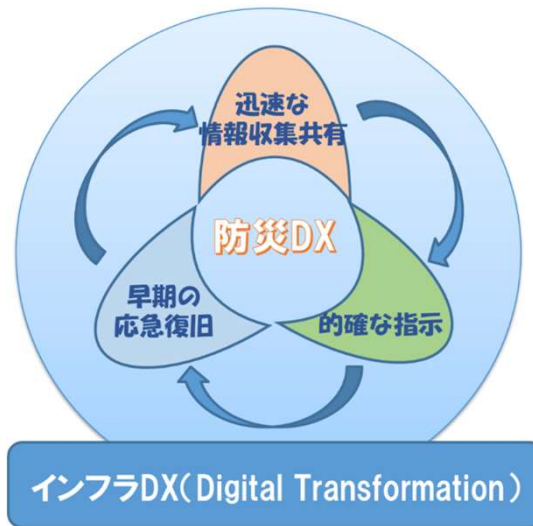 迅速な
情報収集共有
防災DX
早期の
応急復旧
的確な指示
インフラDX(Digital Transformation)